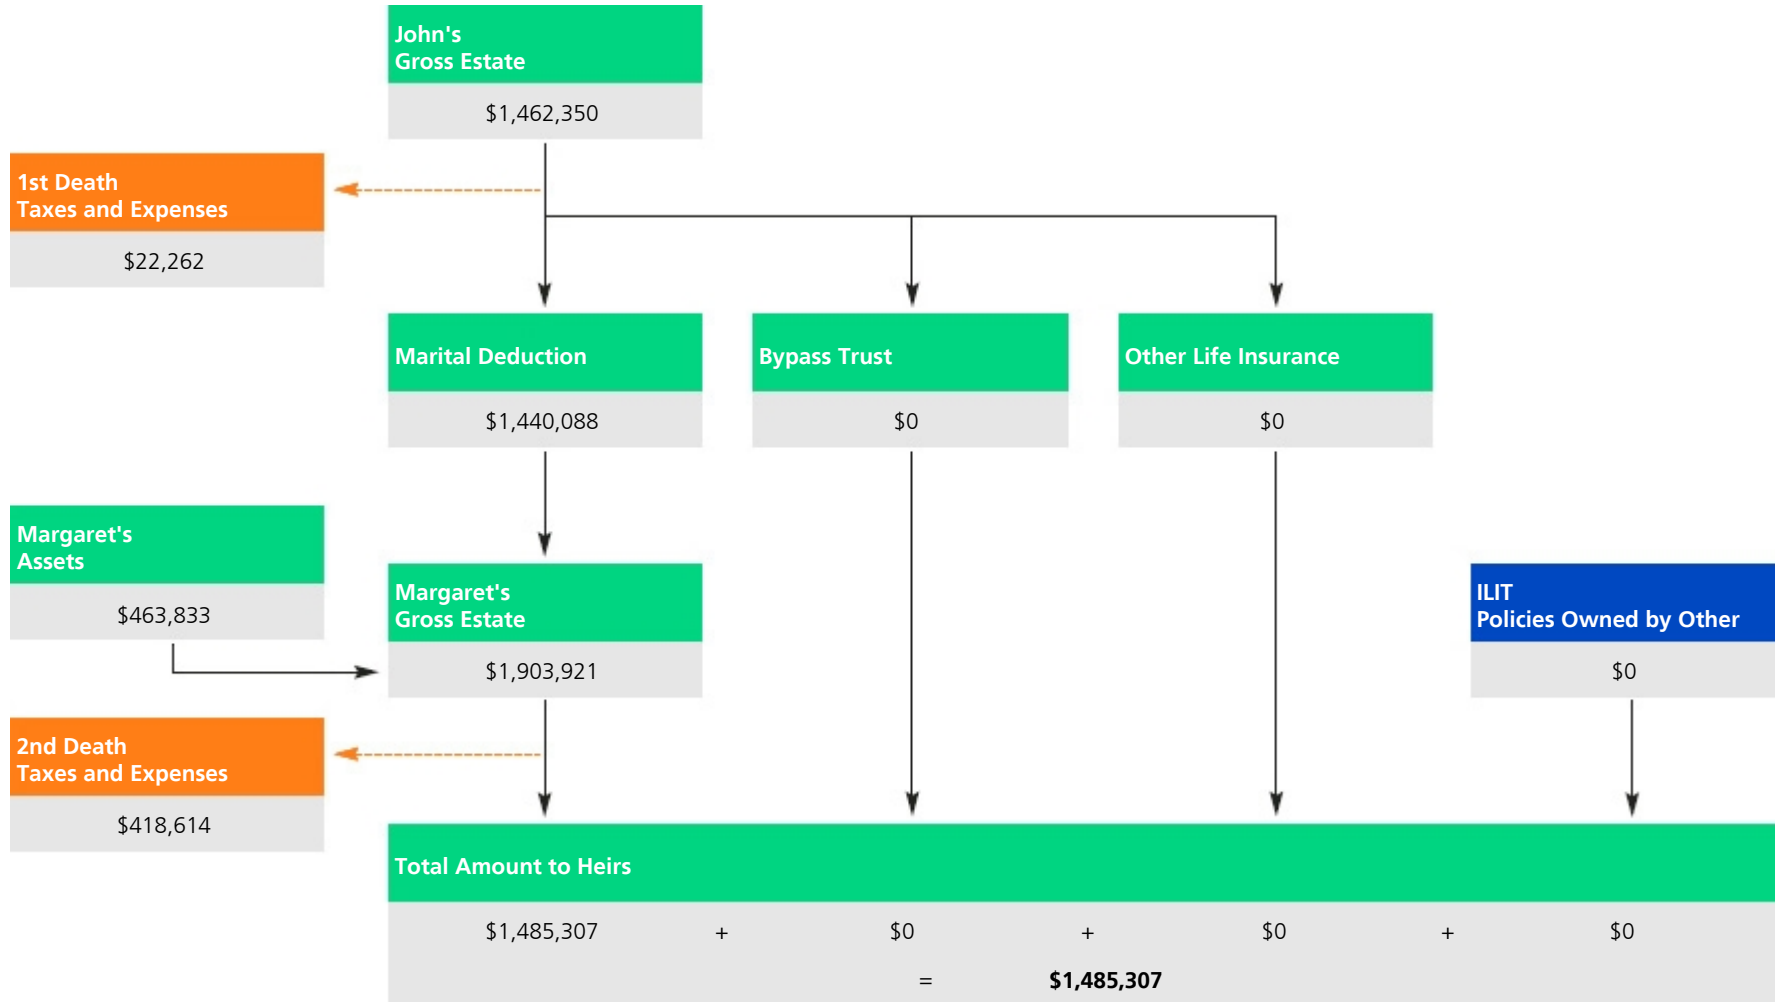 John's
Gross Estate
$1,462,350
1st Death
Taxes and Expenses
$22,262
Marital Deduction
$1,440,088
Bypass Trust
$0
Other Life Insurance
$0
Margaret's
Assets
$463,833
Margaret's
Gross Estate
$1,903,921
ILIT
Policies Owned by Other
$0
2nd Death
Taxes and Expenses
$418,614
Total Amount to Heirs
$1,485,307 + $0 + $0 + $0
= $1,485,307